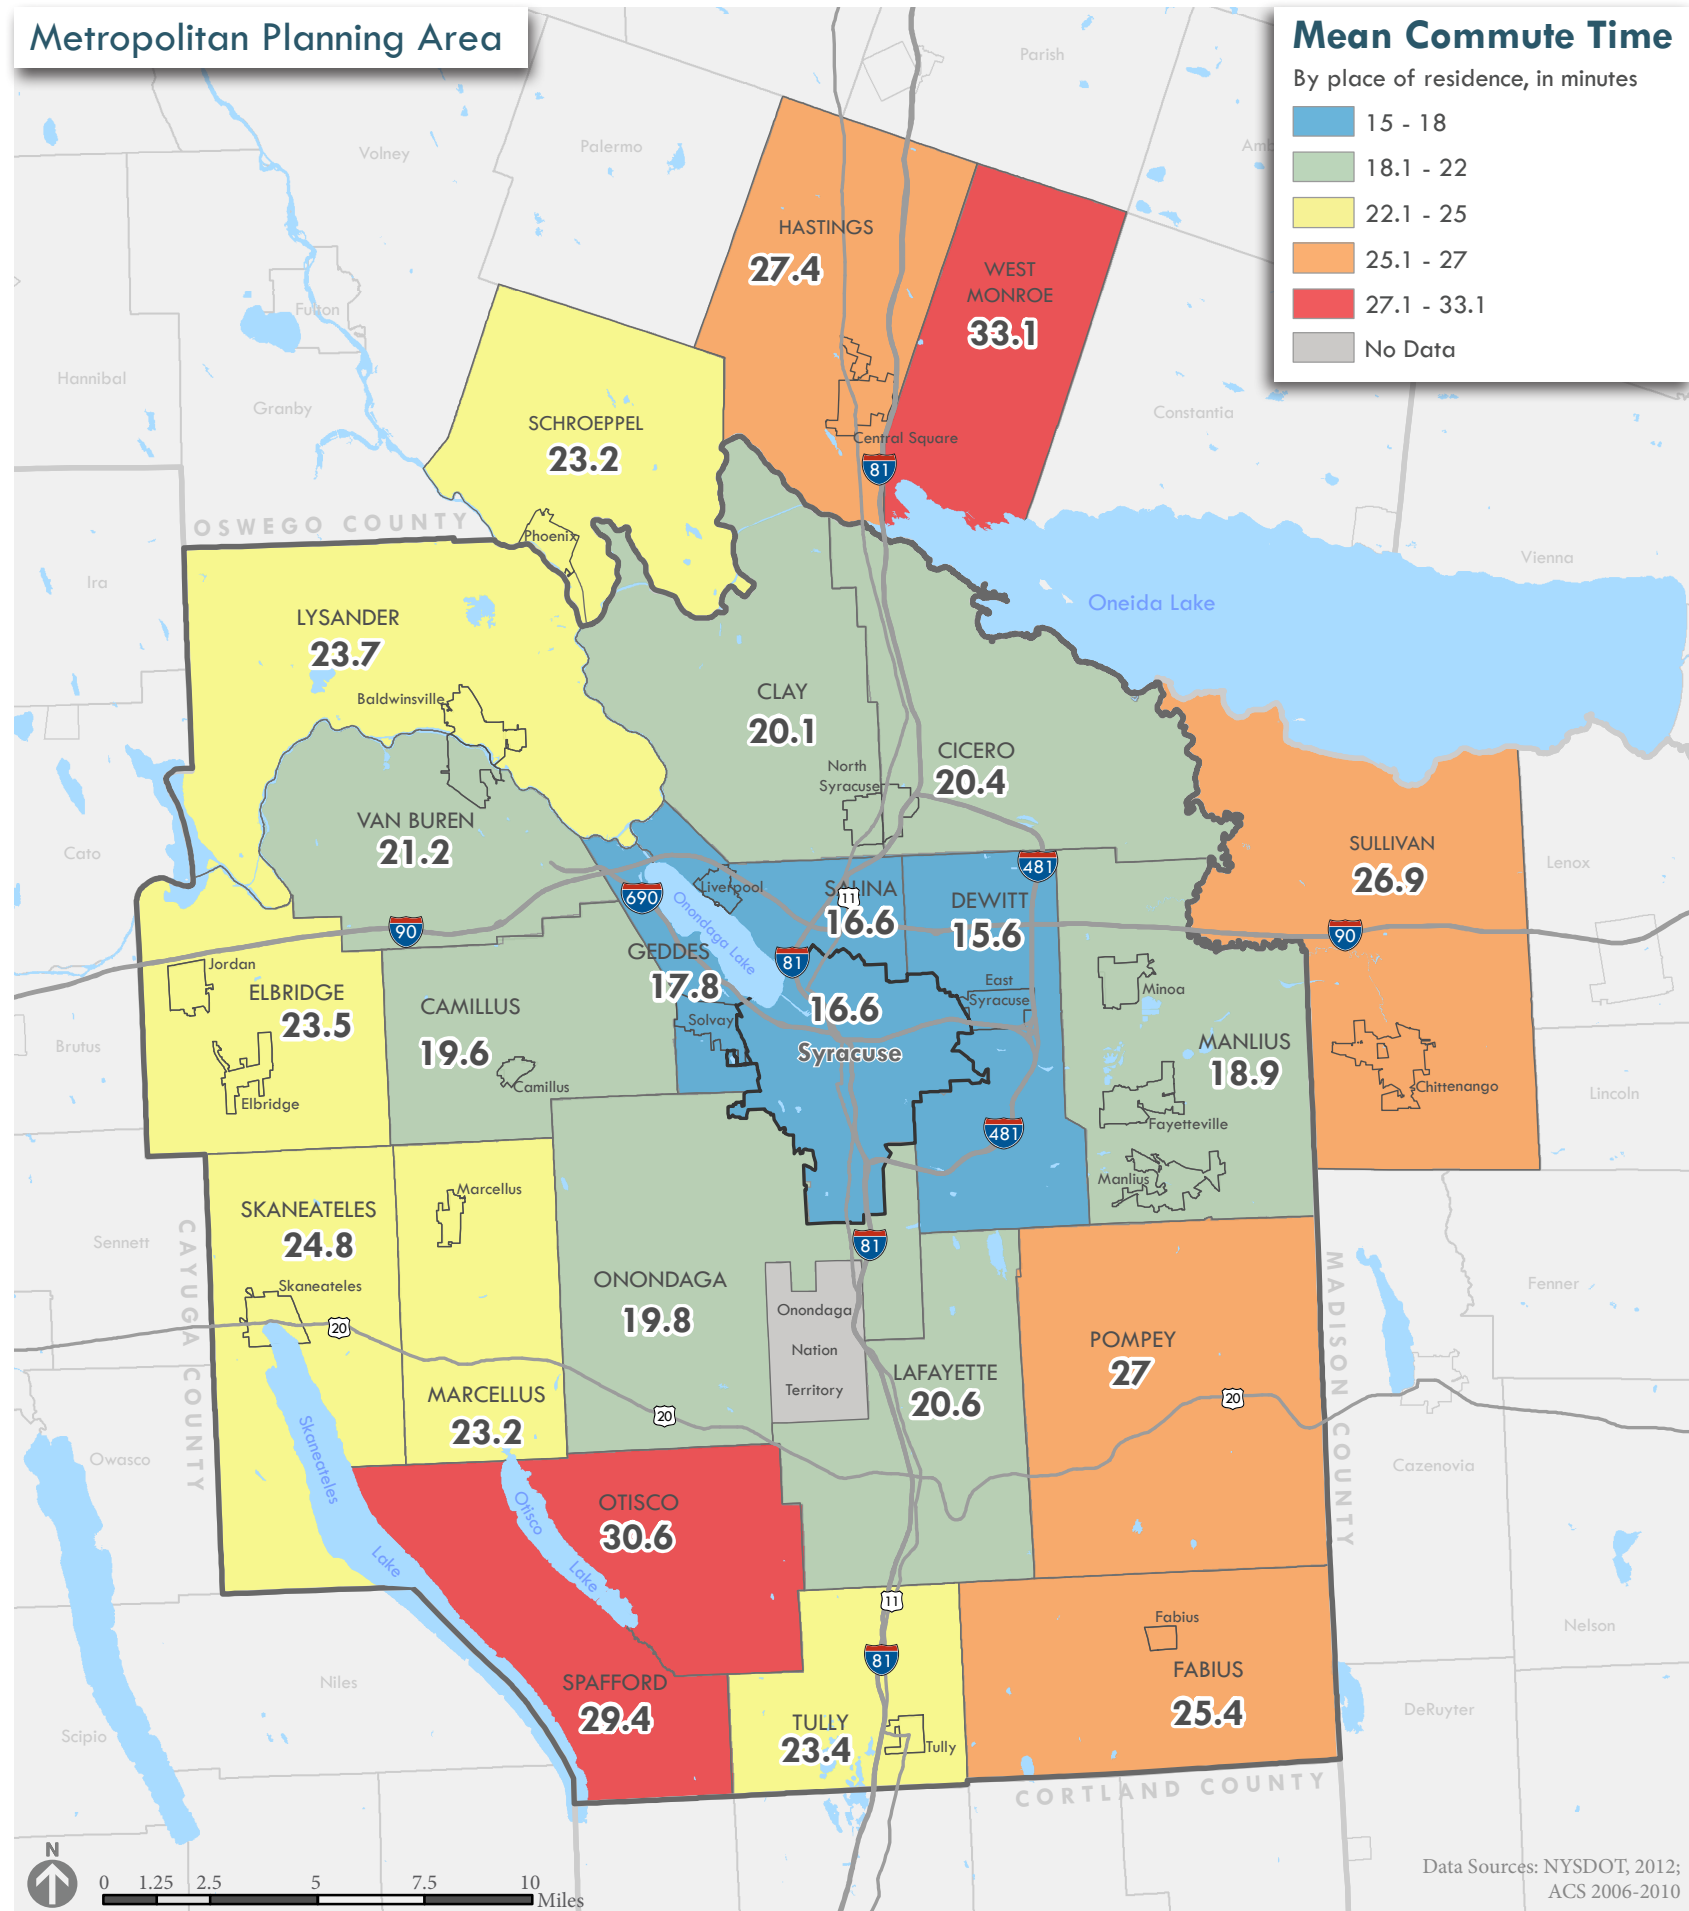 Metropolitan Planning Area
Mean Commute Time
By place of residence, in minutes
15 - 18
18.1 - 22
22.1 - 25
25.1 - 27
27.1 - 33.1
No Data
Parish
Volney
Palermo
HASTINGS
27.4
WEST
MONROE
33.1
Fulton
Hannibal
Granby
Constantia
SCHROEPPEL
23.2
Central Square
81
OSWEGO COUNTY
Phoenix
Ira
Vienna
Oneida Lake
LYSANDER
23.7
Baldwinsville
CLAY
20.1
CICERO
20.4
North
Syracuse
VAN BUREN
21.2
SULLIVAN
26.9
Cato
Lenox
481
690
Liverpool
SALINA
11
16.6
DEWITT
15.6
90
90
Onondaga Lake
GEDDES
17.8
81
Jordan
ELBRIDGE
23.5
CAMILLUS
19.6
Solvay
16.6
Syracuse
East
Syracuse
Minoa
MANLIUS
18.9
Brutus
Camillus
Elbridge
Chittenango
Lincoln
481
Fayetteville
Manlius
Marcellus
SKANEATELES
24.8
Skaneateles
20
Sennett
CAYUGA COUNTY
MADISON COUNTY
81
ONONDAGA
19.8
Onondaga
Nation
Territory
Fenner
POMPEY
27
LAFAYETTE
20.6
MARCELLUS
23.2
20
20
Owasco
Skaneateles
Lake
Cazenovia
Otisco
Lake
OTISCO
30.6
11
Fabius
Nelson
81
SPAFFORD
29.4
FABIUS
25.4
Niles
TULLY
23.4
Tully
Scipio
DeRuyter
CORTLAND COUNTY
N
0 1.25 2.5 5 7.5 10
Miles
Data Sources: NYSDOT, 2012;
ACS 2006-2010